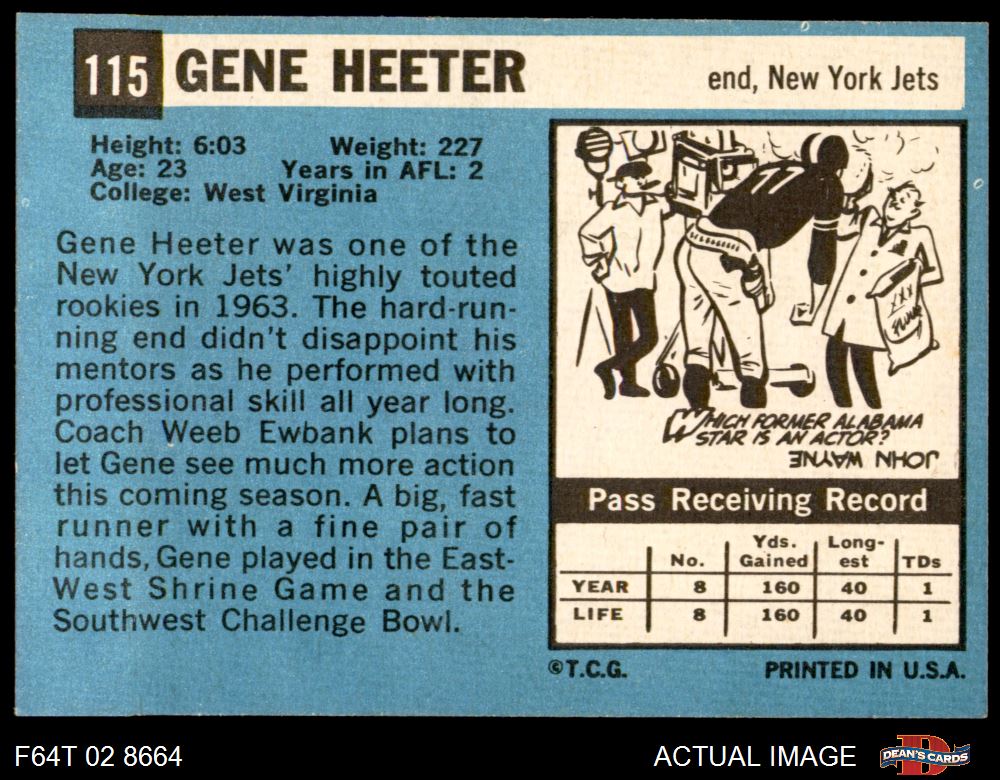 115 GENE HEETER
end, New York Jets
Height: 6:03 Weight: 227
Age: 23 Years in AFL: 2
College: West Virginia
Gene Heeter was one of the
New York Jets' highly touted
rookies in 1963. The hard-run-
ning end didn't disappoint his
mentors as he performed with
professional skill all year long.
Coach Weeb Ewbank plans to
let Gene see much more action
this coming season. A big, fast
runner with a fine pair of
hands, Gene played in the East-
West Shrine Game and the
Southwest Challenge Bowl.
77
WHICH FORMER ALABAMA
STAR IS AN ACTOR?
JOHN WAYNE
Pass Receiving Record
No. Yds. Gained Long-est TDs
YEAR 8 160 40 1
LIFE 8 160 40 1
©T.C.G. PRINTED IN U.S.A.
F64T 02 8664 ACTUAL IMAGE DEAN'S CARDS